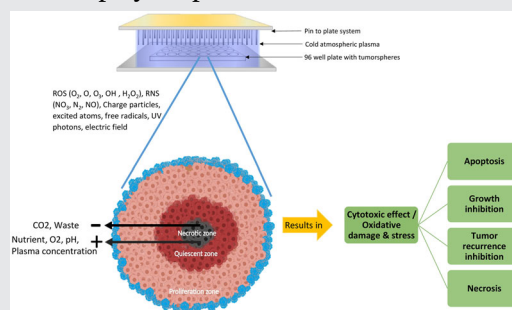 Pin to plate system
Cold atmospheric plasma
96 well plate with tumorspheres
ROS (O₂, O, O₃, OH , H₂O₂), RNS
(NO₃, N₂, NO), Charge particles,
excited atoms, free radicals, UV
photons, electric field
CO2, Waste
Nutrient, O2, pH,
Plasma concentration
Necrotic zone
Quiescent zone
Proliferation zone
Results in
Cytotoxic effect /
Oxidative
damage & stress
Apoptosis
Growth
inhibition
Tumor
recurrence
inhibition
Necrosis